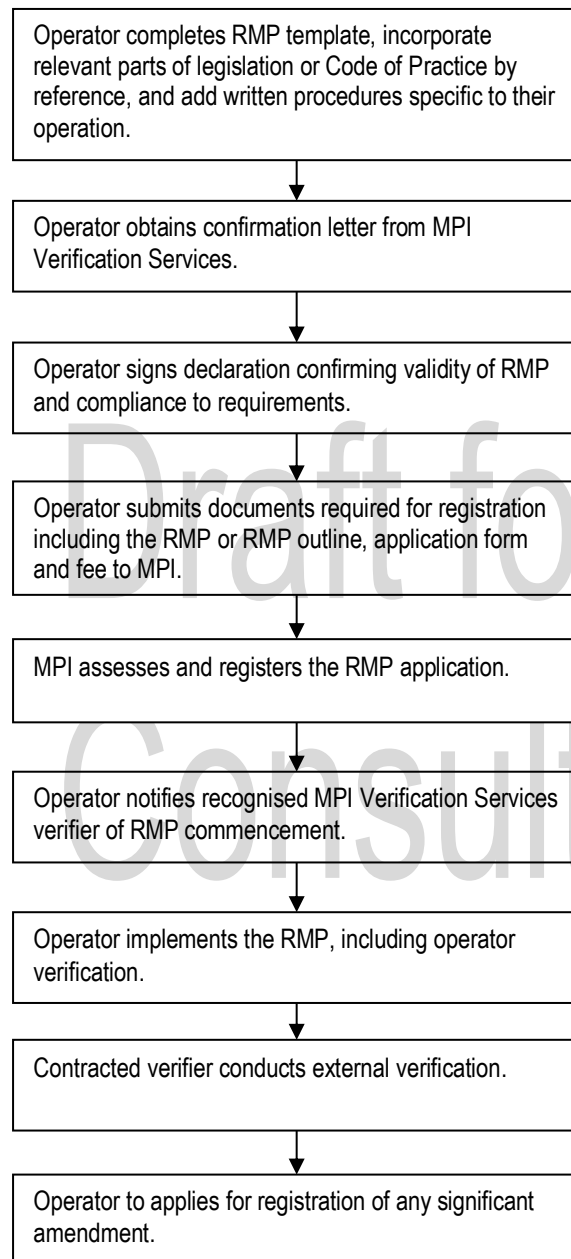 Operator completes RMP template, incorporate
relevant parts of legislation or Code of Practice by
reference, and add written procedures specific to their
operation.
Operator obtains confirmation letter from MPI
Verification Services.
Operator signs declaration confirming validity of RMP
and compliance to requirements.
Draft fo
Operator submits documents required for registration
including the RMP or RMP outline, application form
and fee to MPI.
MPI assesses and registers the RMP application.
Consult
Operator notifies recognised MPI Verification Services
verifier of RMP commencement.
Operator implements the RMP, including operator
verification.
Contracted verifier conducts external verification.
Operator to applies for registration of any significant
amendment.